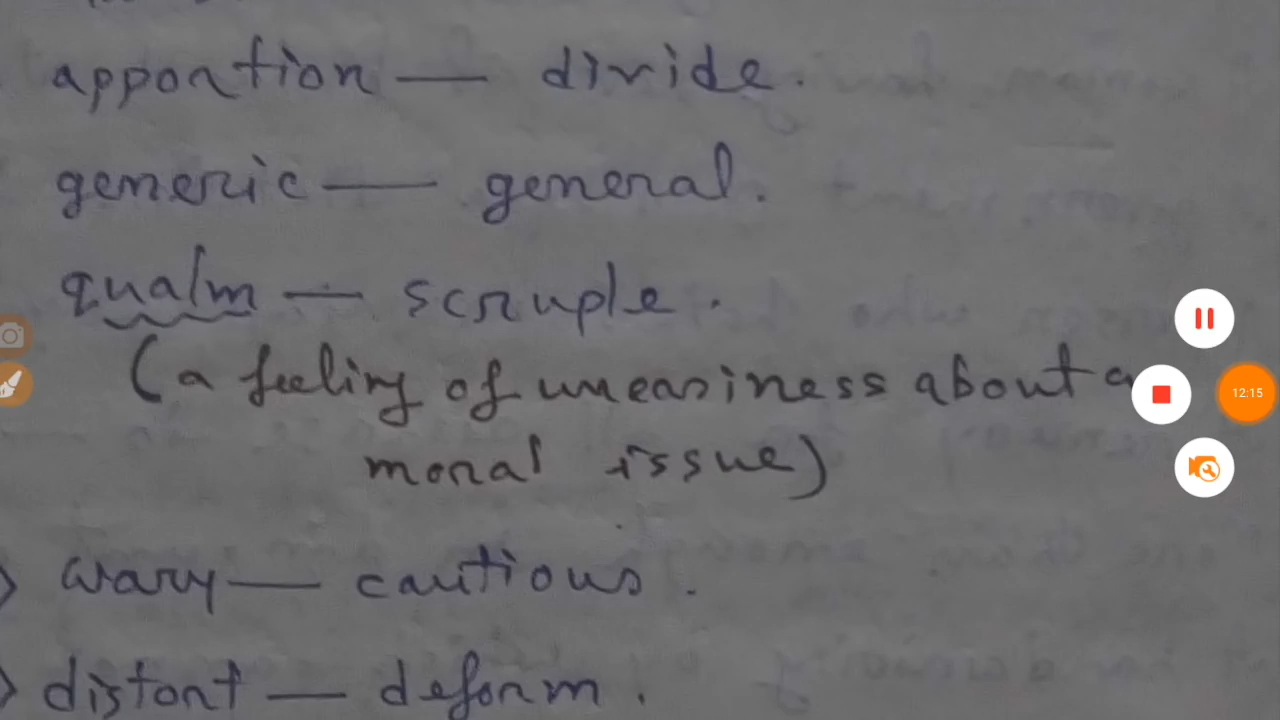 apportion — divide.
generic — general.
qualm — scruple.
(a feeling of uneasiness about a
moral issue)
wary — cautious.
distort — deform.
12:15